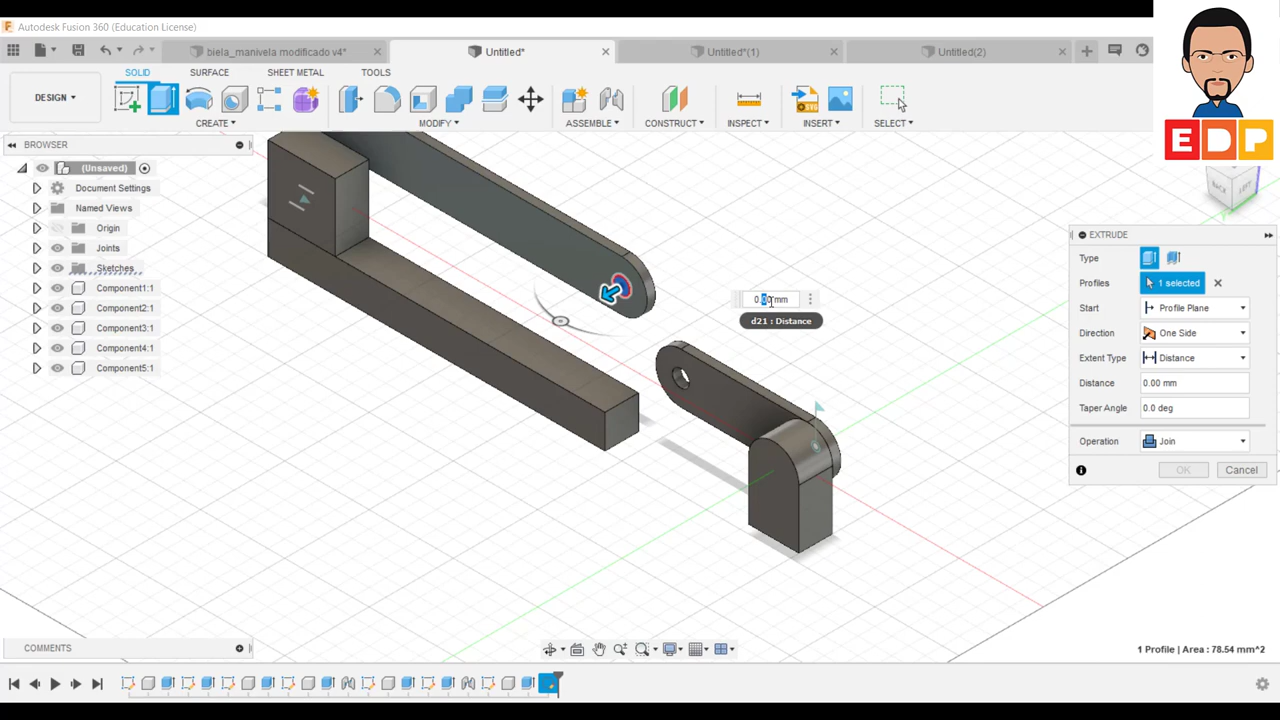 Autodesk Fusion 360 (Education License)
biela_manivela modificado v4*
Untitled*
Untitled*(1)
Untitled(2)
DESIGN
SOLID
SURFACE
SHEET METAL
TOOLS
CREATE
MODIFY
ASSEMBLE
CONSTRUCT
INSPECT
INSERT
SELECT
EDP
BROWSER
(Unsaved)
Document Settings
Named Views
Origin
Joints
Sketches
Component1:1
Component2:1
Component3:1
Component4:1
Component5:1
0.00 mm
d21 : Distance
BACK
LEFT
EXTRUDE
Type
Profiles
1 selected
Start
Profile Plane
Direction
One Side
Extent Type
Distance
Distance
0.00 mm
Taper Angle
0.0 deg
Operation
Join
OK
Cancel
COMMENTS
1 Profile | Area : 78.54 mm^2